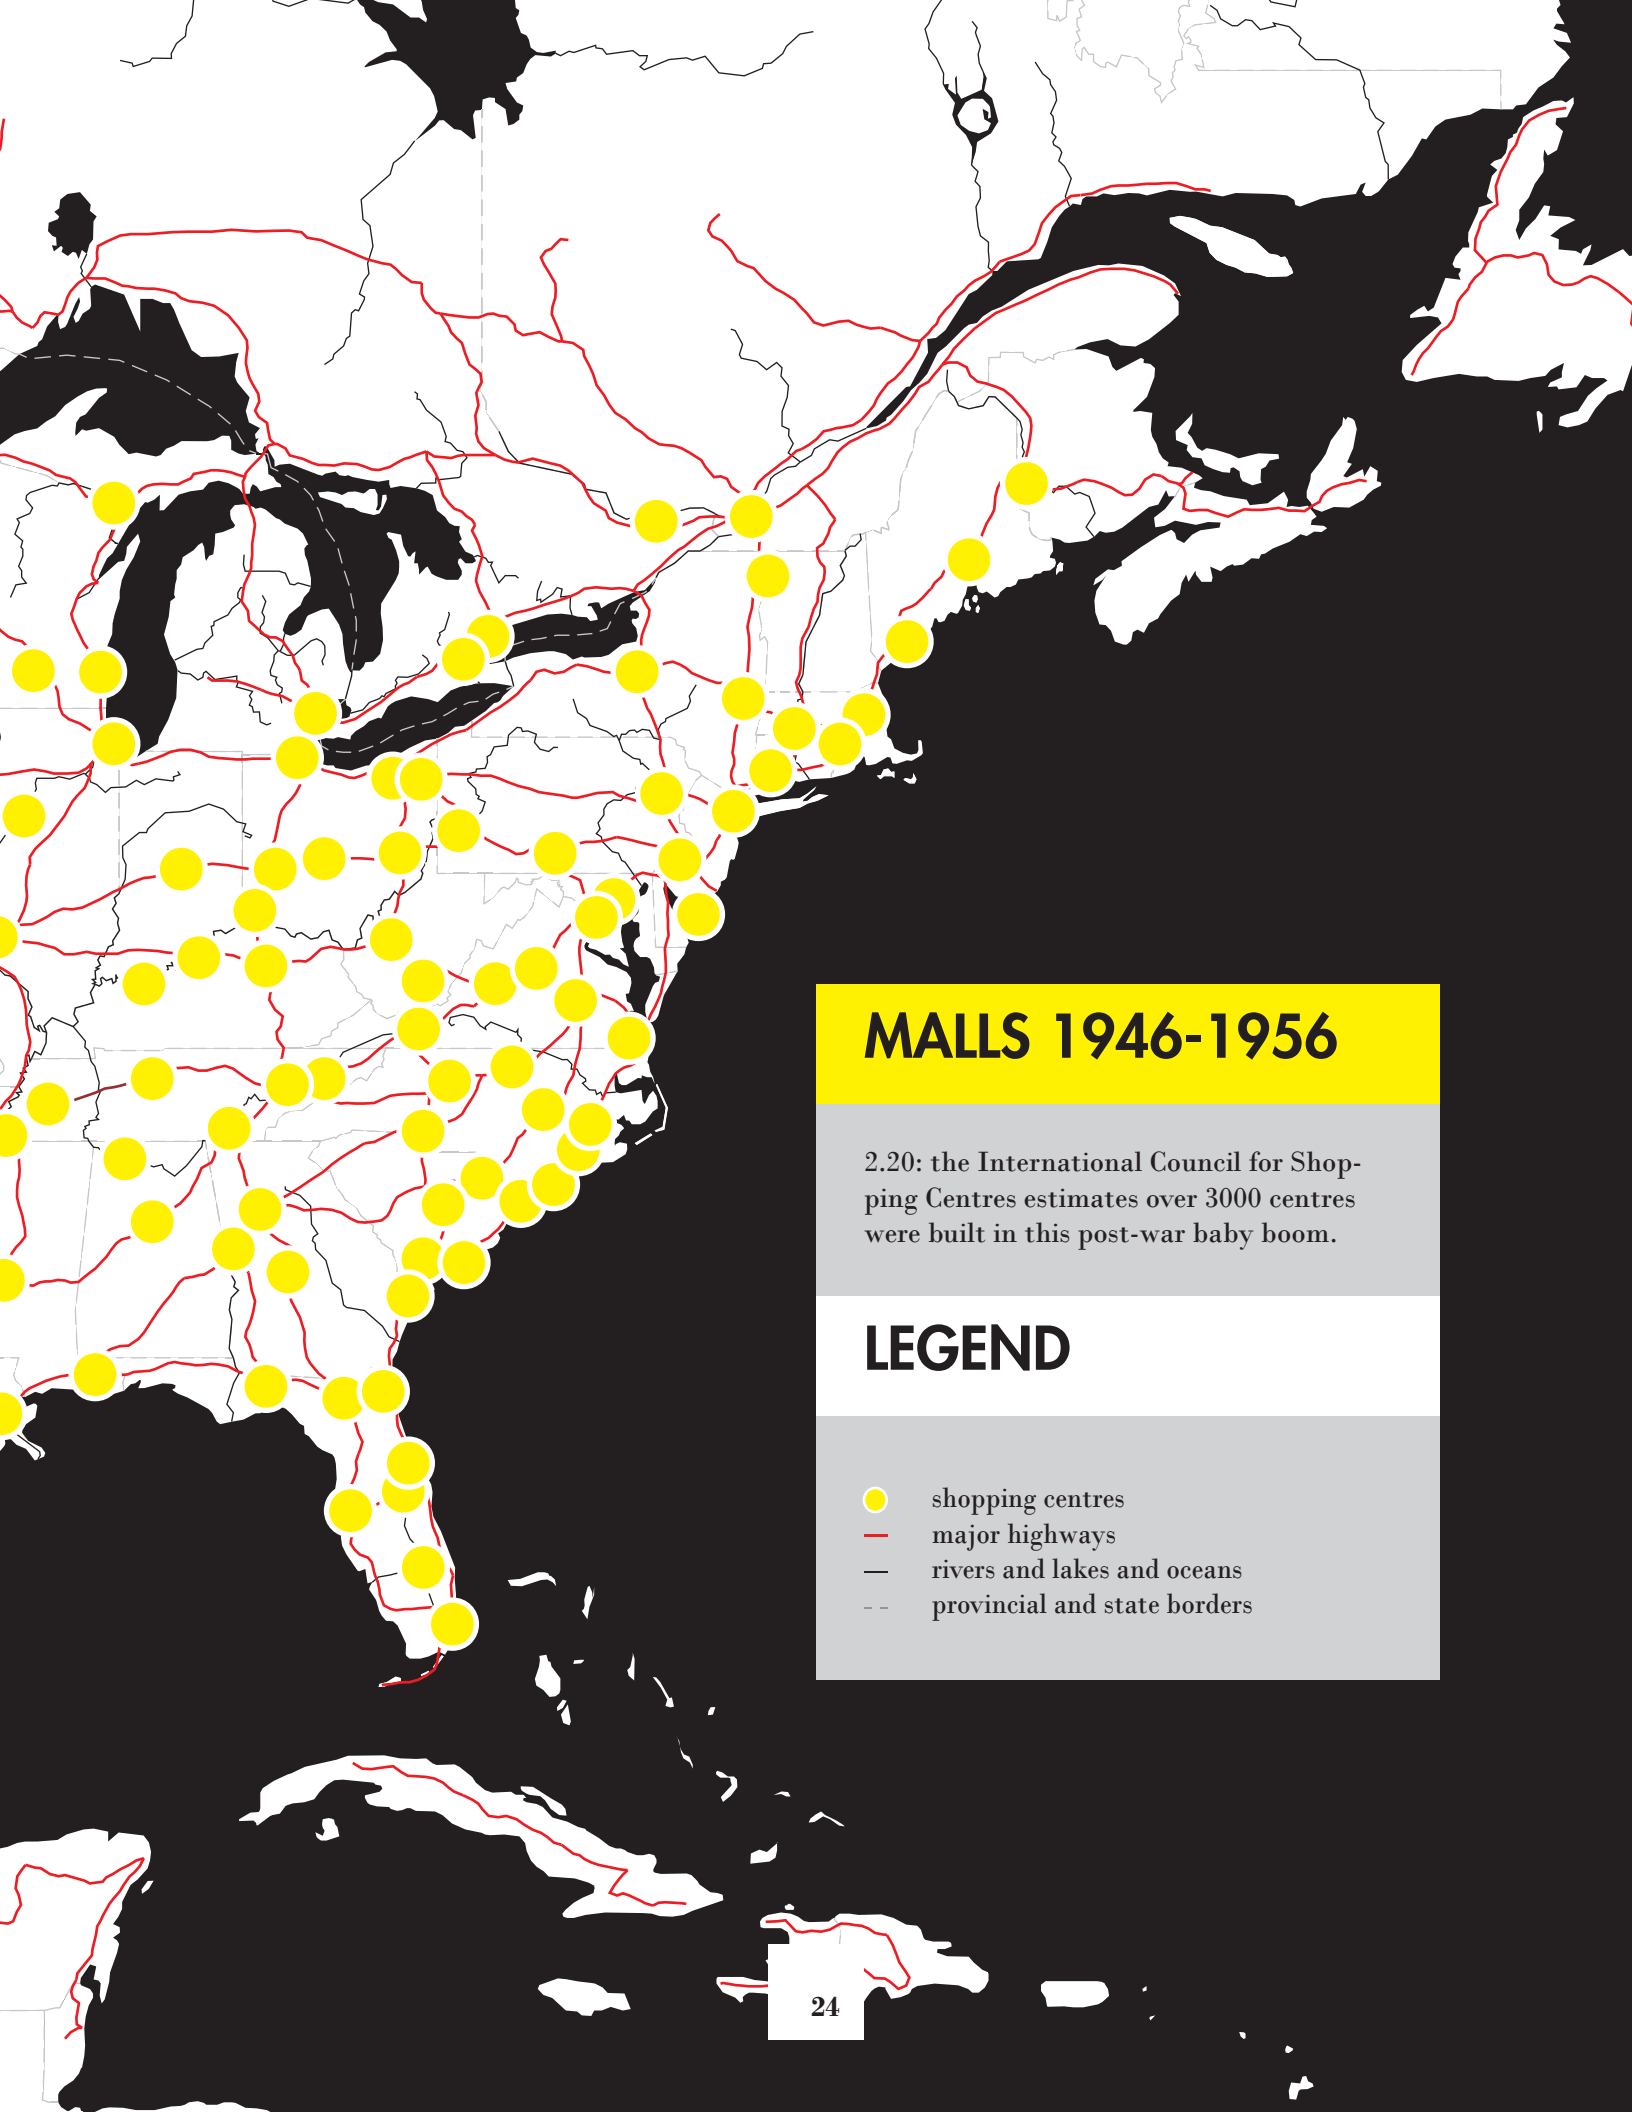 MALLS 1946-1956
2.20: the International Council for Shop-
ping Centres estimates over 3000 centres
were built in this post-war baby boom.
LEGEND
shopping centres
major highways
rivers and lakes and oceans
provincial and state borders
24